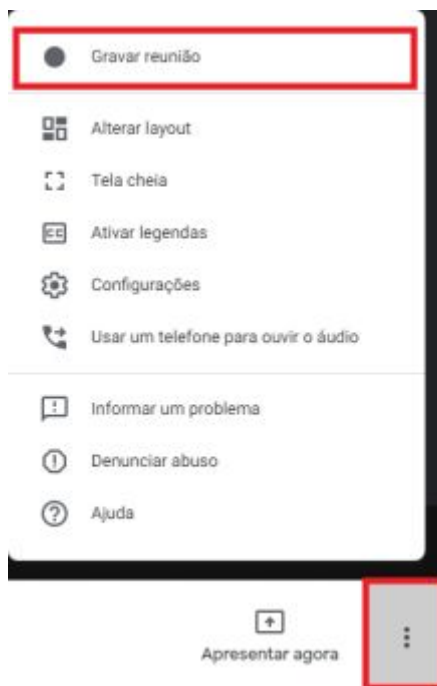 Gravar reunião
Alterar layout
Tela cheia
CC Ativar legendas
Configurações
Usar um telefone para ouvir o áudio
Informar um problema
Denunciar abuso
Ajuda
Apresentar agora